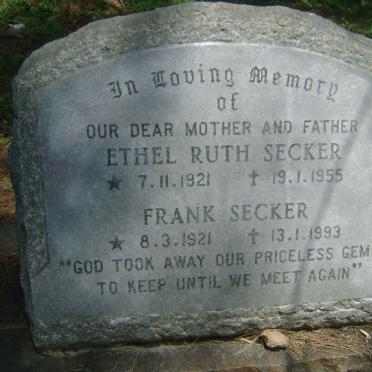 In Loving Memory
of
OUR DEAR MOTHER AND FATHER
ETHEL RUTH SECKER
★ 7.11.1921 ✝ 19.1.1955
FRANK SECKER
★ 8.3.1921 ✝ 13.1.1993
"GOD TOOK AWAY OUR PRICELESS GEM
TO KEEP UNTIL WE MEET AGAIN"